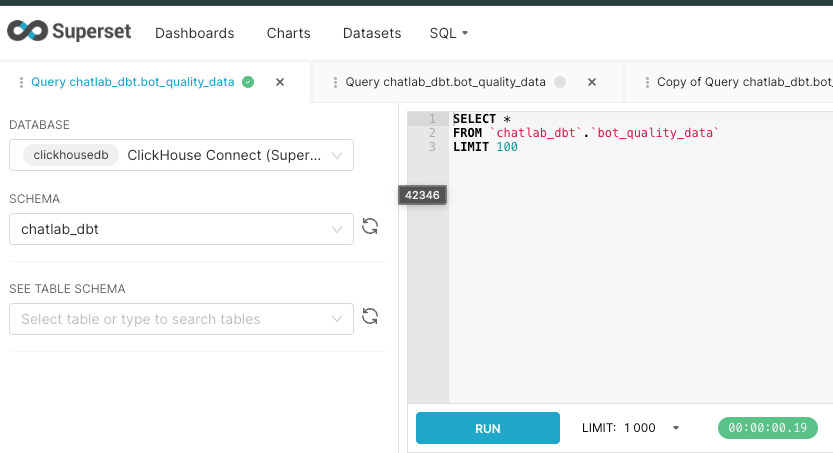 Superset
Dashboards
Charts
Datasets
SQL
Query chatlab_dbt.bot_quality_data
Query chatlab_dbt.bot_quality_data
Copy of Query chatlab_dbt.bot_
DATABASE
clickhousedb ClickHouse Connect (Super...
SCHEMA
chatlab_dbt
SEE TABLE SCHEMA
Select table or type to search tables
1 SELECT *
2 FROM `chatlab_dbt`.`bot_quality_data`
3 LIMIT 100
42346
RUN
LIMIT: 1 000
00:00:00.19